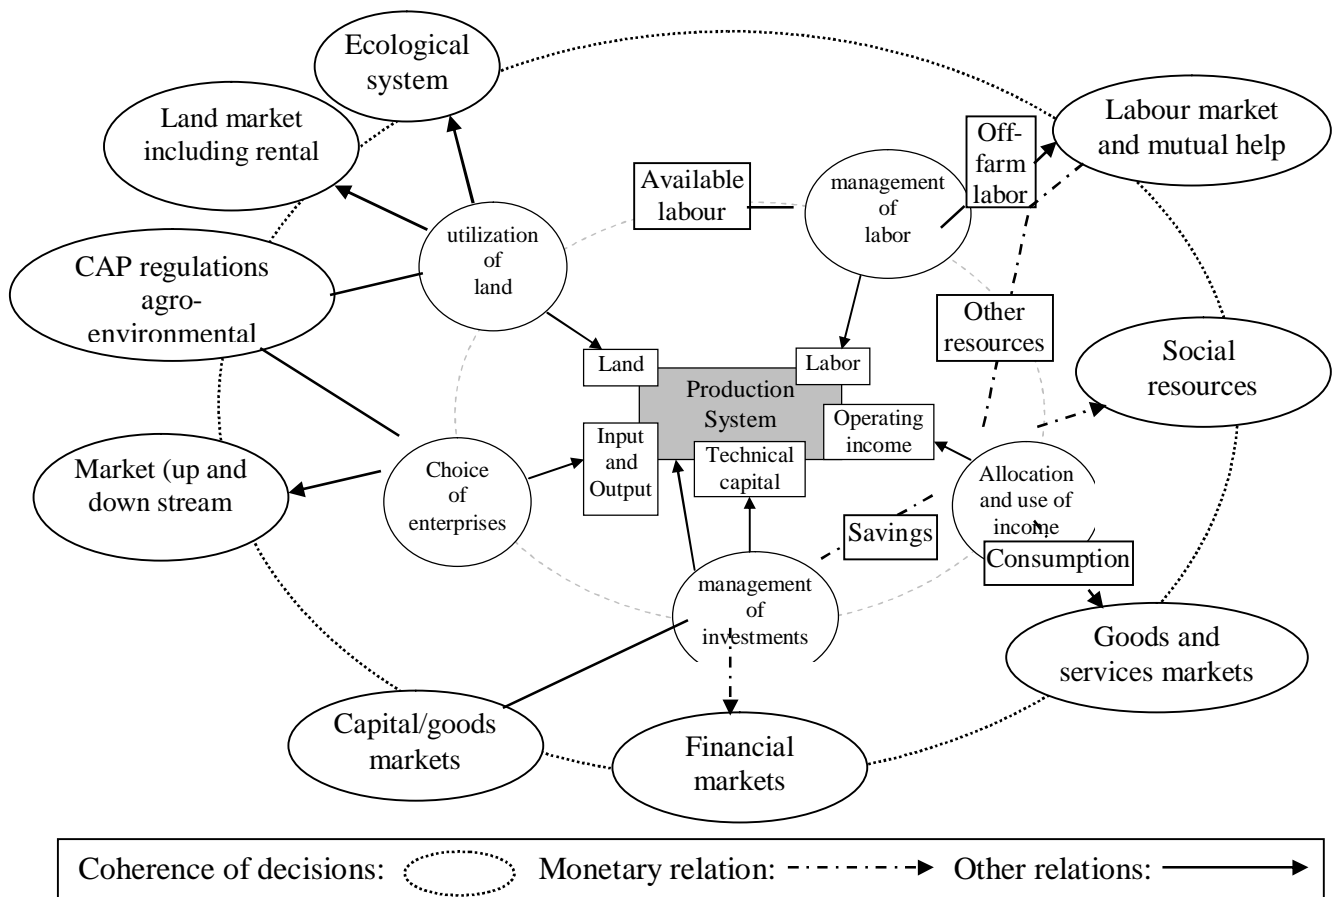 Ecological
system
Land market
including rental
Labour market
and mutual help
Off-
farm
labor
Available
labour
management
of
labor
utilization
of
land
CAP regulations
agro-
environmental
Other
resources
Social
resources
Land
Labor
Production
System
Operating
income
Input
and
Output
Technical
capital
Market (up and
down stream
Choice
of
enterprises
Allocation
and use of
income
Savings
Consumption
management
of
investments
Goods and
services markets
Capital/goods
markets
Financial
markets
Coherence of decisions: Monetary relation: Other relations: